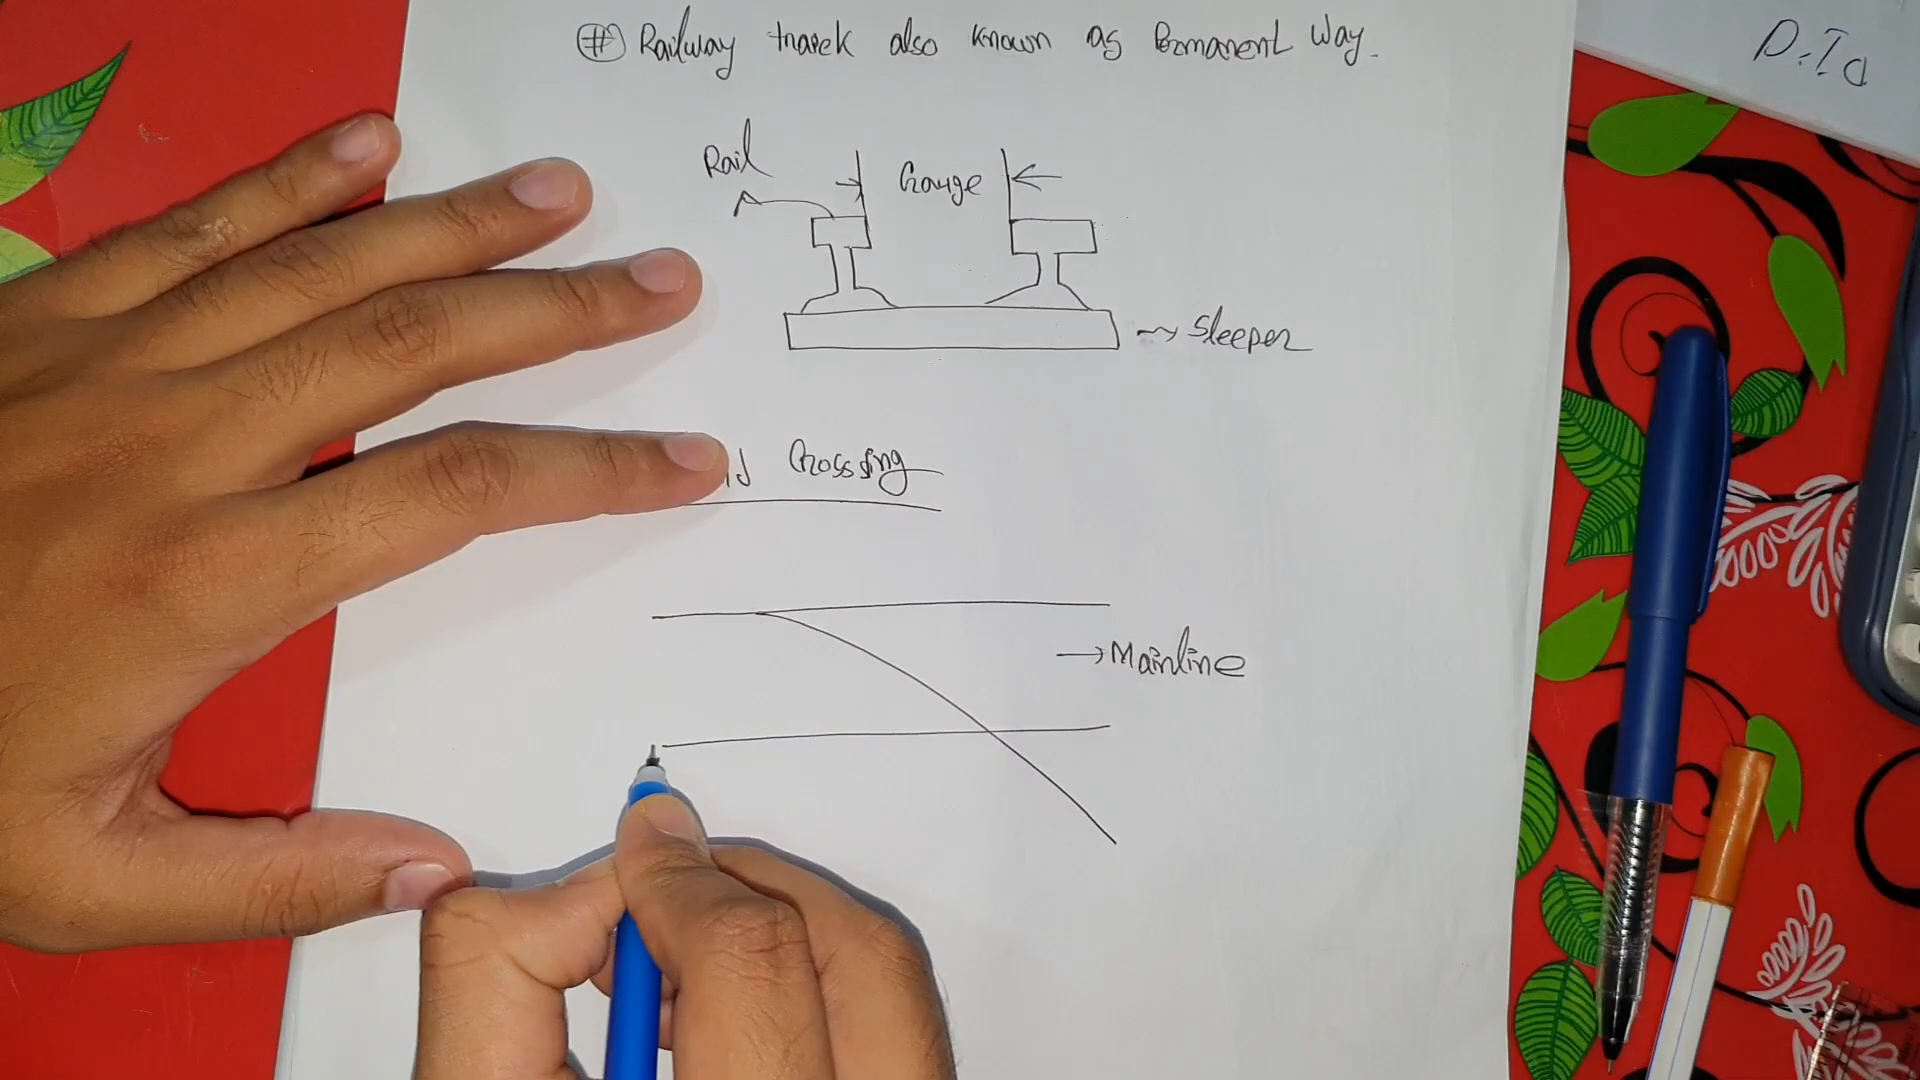 # Railway track also known as Permanent Way.
Rail
Gauge
→ Sleeper
Crossing
→ Mainline